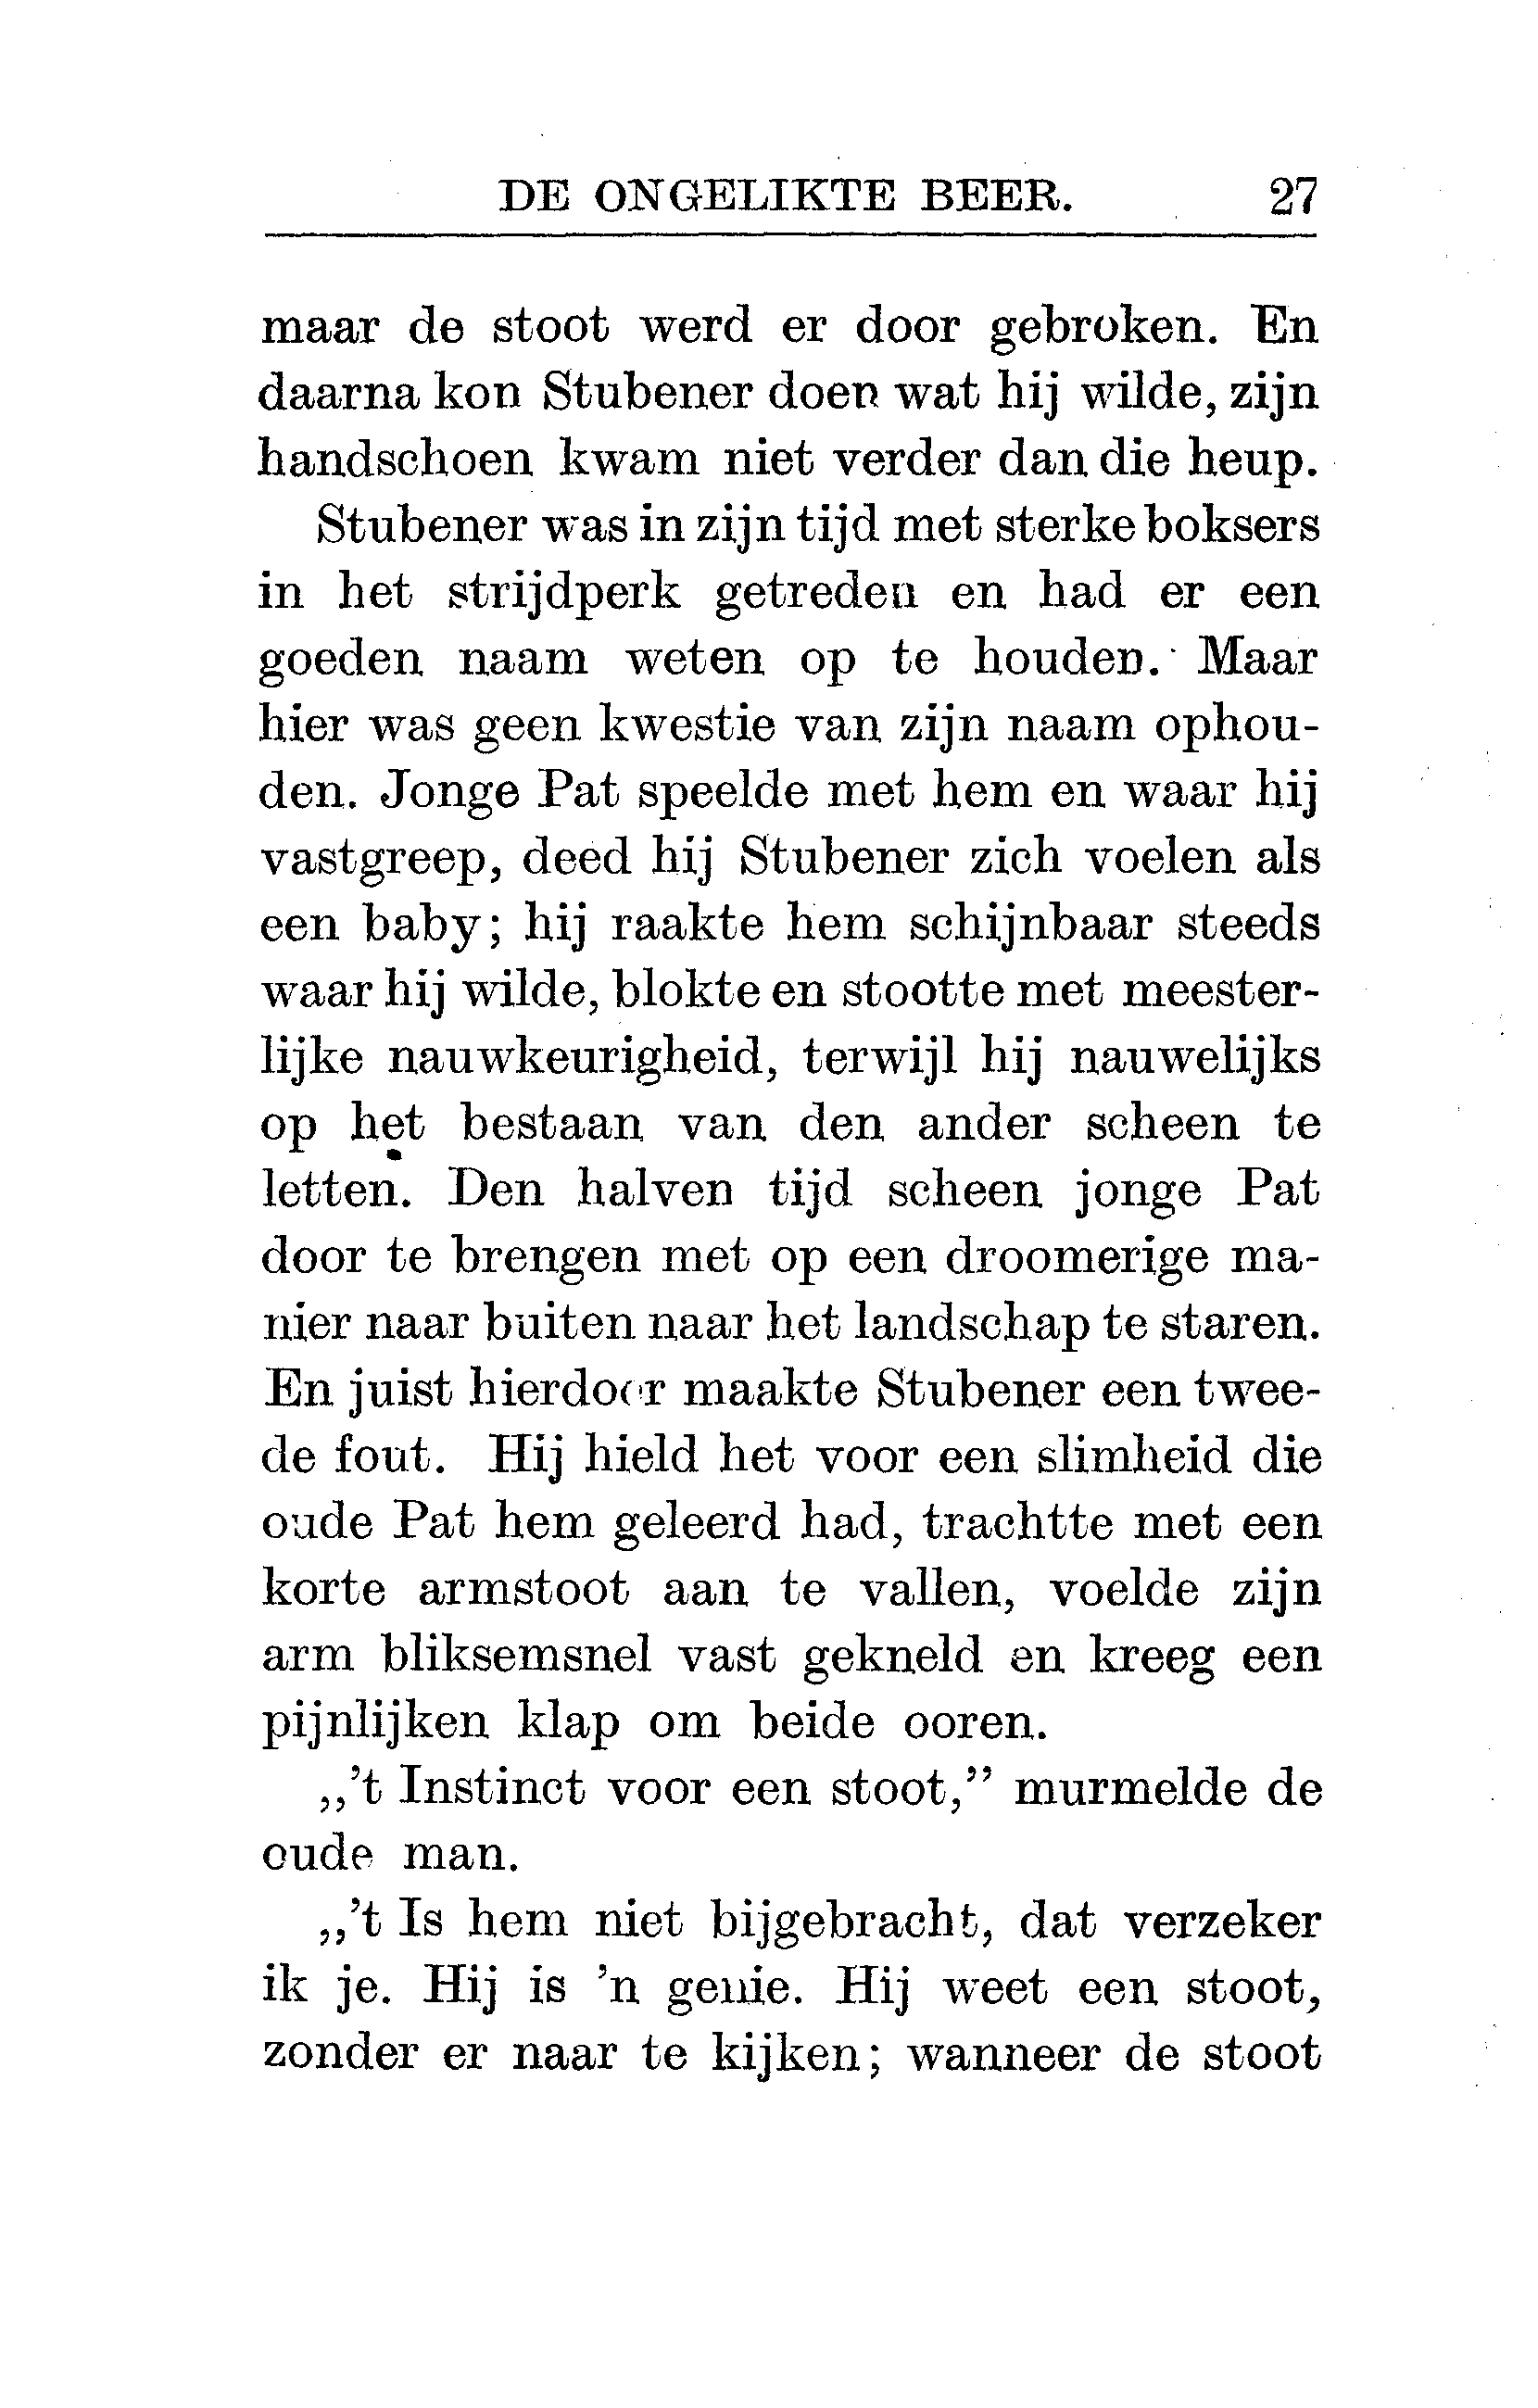 DE ONGELIKTE BEER. 27
maar de stoot werd er door gebroken. En
daarna kon Stubener doen wat hij wilde, zijn
handschoen kwam niet verder dan die heup.
Stubener was in zijn tijd met sterke boksers
in het strijdperk getreden en had er een
goeden naam weten op te houden. Maar
hier was geen kwestie van zijn naam ophou-
den. Jonge Pat speelde met hem en waar hij
vastgreep, deed hij Stubener zich voelen als
een baby; hij raakte hem schijnbaar steeds
waar hij wilde, blokte en stootte met meester-
lijke nauwkeurigheid, terwijl hij nauwelijks
op het bestaan van den ander scheen te
letten. Den halven tijd scheen jonge Pat
door te brengen met op een droomerige ma-
nier naar buiten naar het landschap te staren.
En juist hierdoor maakte Stubener een twee-
de fout. Hij hield het voor een slimheid die
oude Pat hem geleerd had, trachtte met een
korte armstoot aan te vallen, voelde zijn
arm bliksemsnel vast gekneld en kreeg een
pijnlijken klap om beide ooren.
„'t Instinct voor een stoot,” murmelde de
oude man.
„'t Is hem niet bijgebracht, dat verzeker
ik je. Hij is 'n genie. Hij weet een stoot,
zonder er naar te kijken; wanneer de stoot